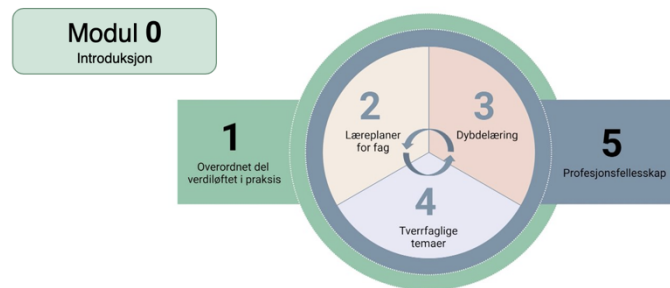 Modul 0
Introduksjon
1
Overordnet del
verdiløftet i praksis
2
Læreplaner
for fag
3
Dybdelæring
4
Tverrfaglige
temaer
5
Profesjonsfellesskap